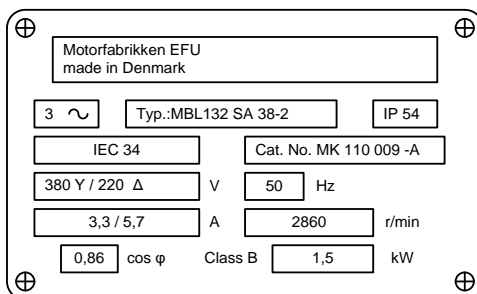 Motorfabrikken EFU
made in Denmark
3 ∿ Typ.:MBL132 SA 38-2 IP 54
IEC 34 Cat. No. MK 110 009 -A
380 Y / 220 Δ V 50 Hz
3,3 / 5,7 A 2860 r/min
0,86 cos φ Class B 1,5 kW